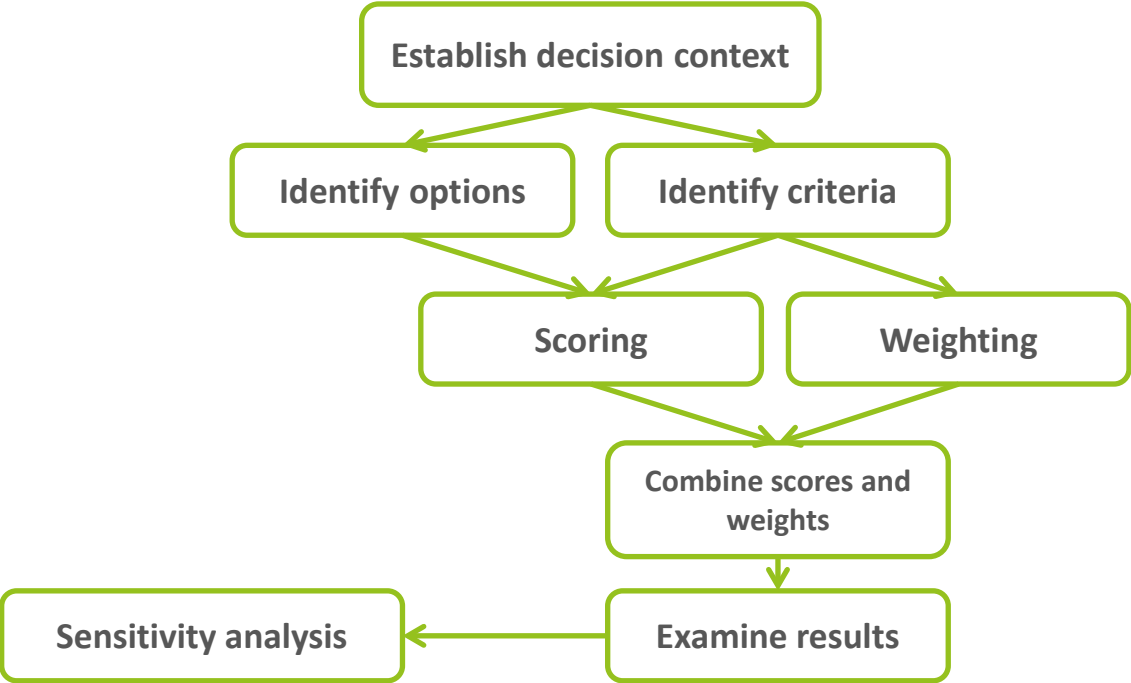 Establish decision context
Identify options
Identify criteria
Scoring
Weighting
Combine scores and
weights
Sensitivity analysis
Examine results